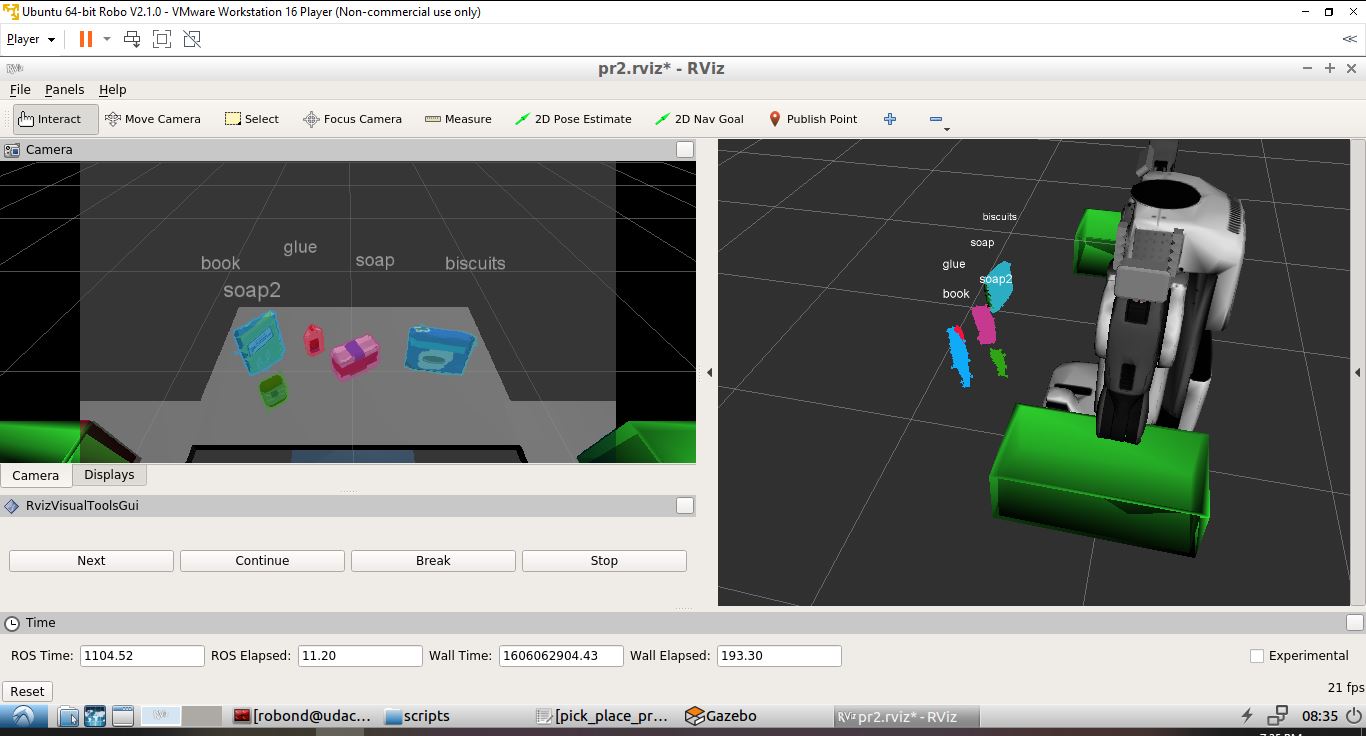 Ubuntu 64-bit Robo V2.1.0 - VMware Workstation 16 Player (Non-commercial use only)
Player
pr2.rviz* - RViz
File Panels Help
Interact Move Camera Select Focus Camera Measure 2D Pose Estimate 2D Nav Goal Publish Point
Camera
book glue soap biscuits
soap2
biscuits
soap
glue
soap2
book
Camera Displays
RvizVisualToolsGui
Next Continue Break Stop
Time
ROS Time: 1104.52 ROS Elapsed: 11.20 Wall Time: 1606062904.43 Wall Elapsed: 193.30 Experimental
Reset 21 fps
[robond@udac... scripts [pick_place_pr... Gazebo RViz pr2.rviz* - RViz 08:35